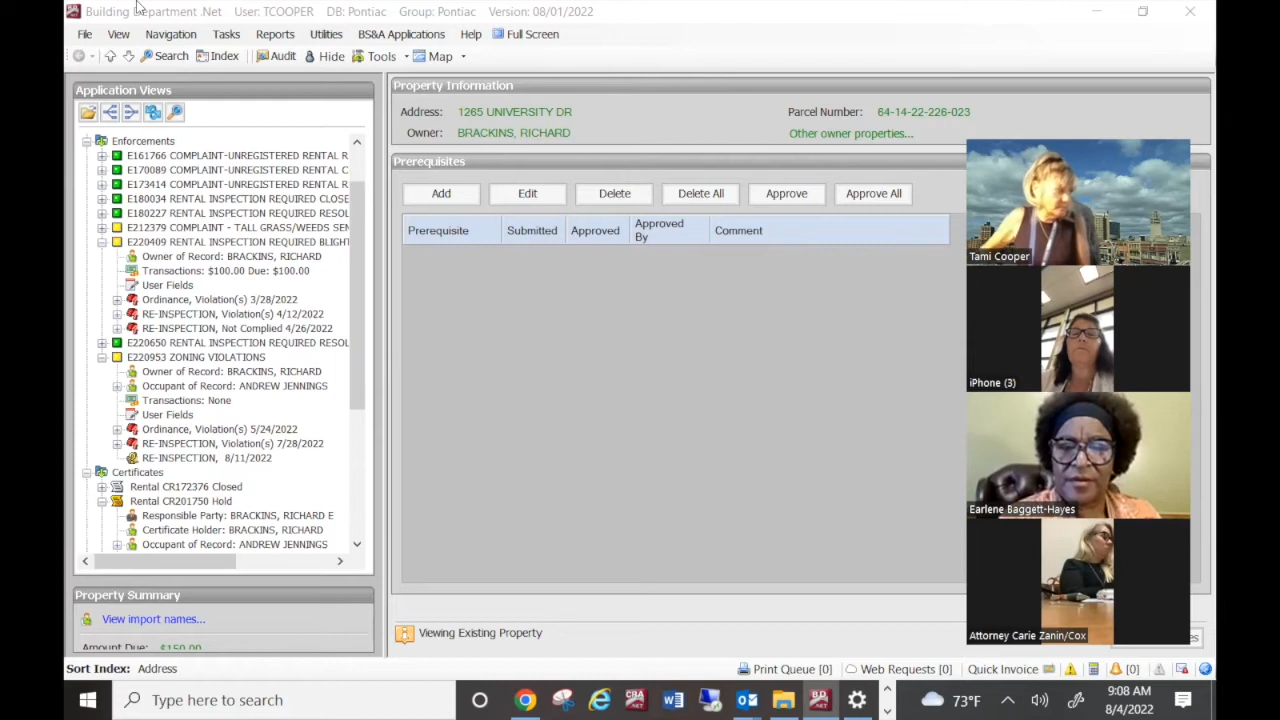 Building Department .Net User: TCOOPER DB: Pontiac Group: Pontiac Version: 08/01/2022
File View Navigation Tasks Reports Utilities BS&A Applications Help Full Screen
Search Index Audit Hide Tools Map
Application Views
Enforcements
E161766 COMPLAINT-UNREGISTERED RENTAL R
E170089 COMPLAINT-UNREGISTERED RENTAL C
E173414 COMPLAINT-UNREGISTERED RENTAL R
E180034 RENTAL INSPECTION REQUIRED CLOSE
E180227 RENTAL INSPECTION REQUIRED RESOL
E212379 COMPLAINT - TALL GRASS/WEEDS SEN
E220409 RENTAL INSPECTION REQUIRED BLIGHT
Owner of Record: BRACKINS, RICHARD
Transactions: $100.00 Due: $100.00
User Fields
Ordinance, Violation(s) 3/28/2022
RE-INSPECTION, Violation(s) 4/12/2022
RE-INSPECTION, Not Complied 4/26/2022
E220650 RENTAL INSPECTION REQUIRED RESOL
E220953 ZONING VIOLATIONS
Owner of Record: BRACKINS, RICHARD
Occupant of Record: ANDREW JENNINGS
Transactions: None
User Fields
Ordinance, Violation(s) 5/24/2022
RE-INSPECTION, Violation(s) 7/28/2022
RE-INSPECTION, 8/11/2022
Certificates
Rental CR172376 Closed
Rental CR201750 Hold
Responsible Party: BRACKINS, RICHARD E
Certificate Holder: BRACKINS, RICHARD
Occupant of Record: ANDREW JENNINGS
Property Summary
View import names...
Amount Due: $150.00
Property Information
Address: 1265 UNIVERSITY DR Parcel Number: 64-14-22-226-023
Owner: BRACKINS, RICHARD Other owner properties...
Prerequisites
Add Edit Delete Delete All Approve Approve All
Prerequisite Submitted Approved Approved By Comment
Tami Cooper
iPhone (3)
Earlene Baggett-Hayes
Attorney Carie Zanin/Cox
Viewing Existing Property
Sort Index: Address Print Queue [0] Web Requests [0] Quick Invoice [0]
Type here to search
73°F
9:08 AM
8/4/2022